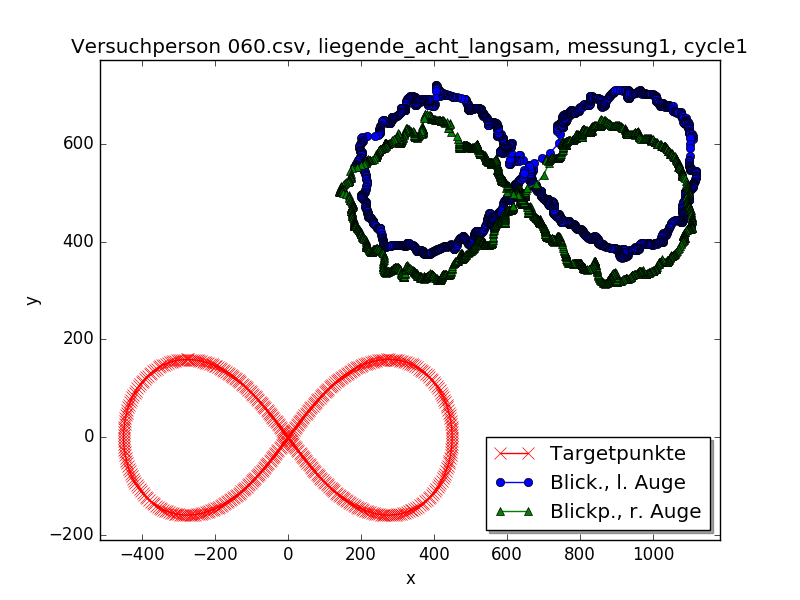 Versuchperson 060.csv, liegende_acht_langsam, messung1, cycle1
y
600
400
200
0
−200
−400
−200
0
200
400
600
800
1000
x
Targetpunkte
Blick., l. Auge
Blickp., r. Auge